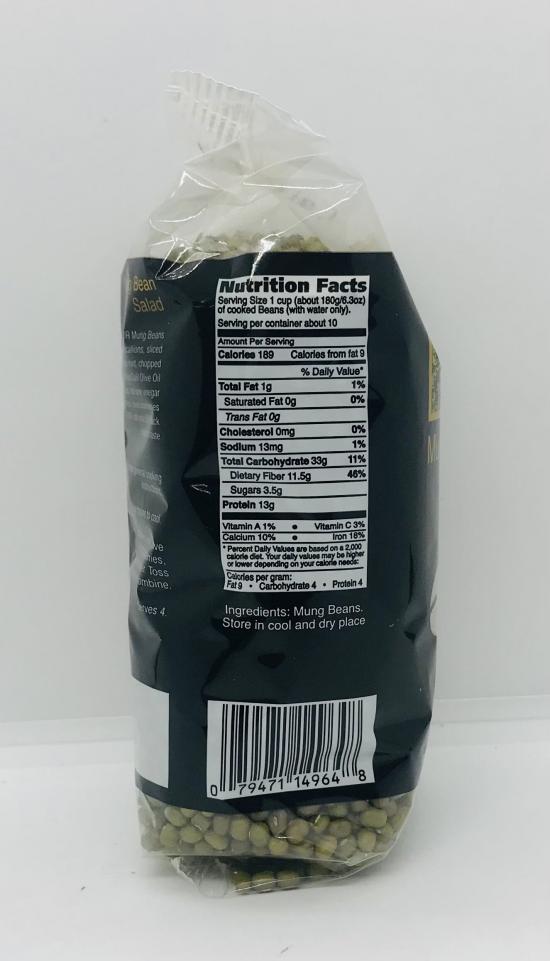 Bean
Salad
Mung Beans
sliced
chopped
Olive Oil
Toss
4.
Nutrition Facts
Serving Size 1 cup (about 180g/6.3oz)
of cooked Beans (with water only).
Serving per container about 10
Amount Per Serving
Calories 189 Calories from fat 9
% Daily Value*
Total Fat 1g 1%
Saturated Fat 0g 0%
Trans Fat 0g
Cholesterol 0mg 0%
Sodium 13mg 1%
Total Carbohydrate 33g 11%
Dietary Fiber 11.5g 46%
Sugars 3.5g
Protein 13g
Vitamin A 1% • Vitamin C 3%
Calcium 10% • Iron 18%
* Percent Daily Values are based on a 2,000
calorie diet. Your daily values may be higher
or lower depending on your calorie needs:
Calories per gram:
Fat 9 • Carbohydrate 4 • Protein 4
Ingredients: Mung Beans.
Store in cool and dry place
0 79471 14964 8